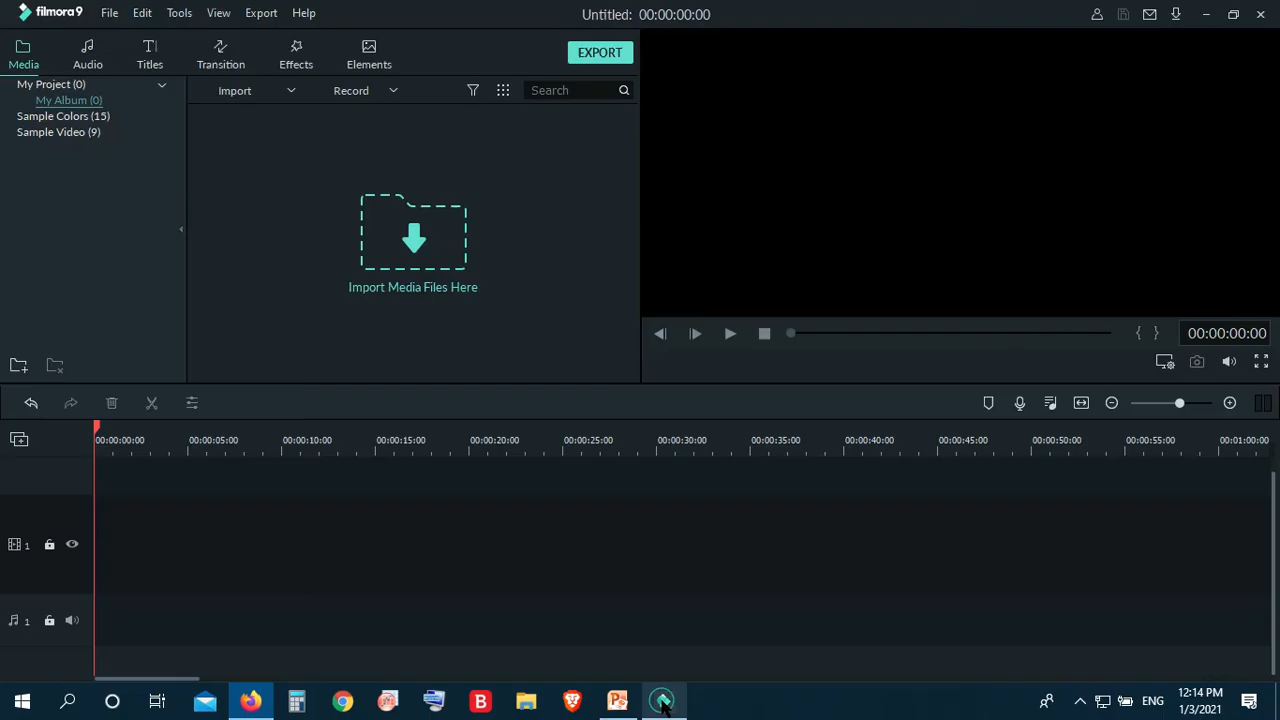 filmora9 File Edit Tools View Export Help Untitled: 00:00:00:00
Media Audio Titles Transition Effects Elements EXPORT
My Project (0) Import Record Search
My Album (0)
Sample Colors (15)
Sample Video (9)
Import Media Files Here
{ } 00:00:00:00
00:00:00:00 00:00:05:00 00:00:10:00 00:00:15:00 00:00:20:00 00:00:25:00 00:00:30:00 00:00:35:00 00:00:40:00 00:00:45:00 00:00:50:00 00:00:55:00 00:01:00:00
1
1
B ENG 12:14 PM
1/3/2021